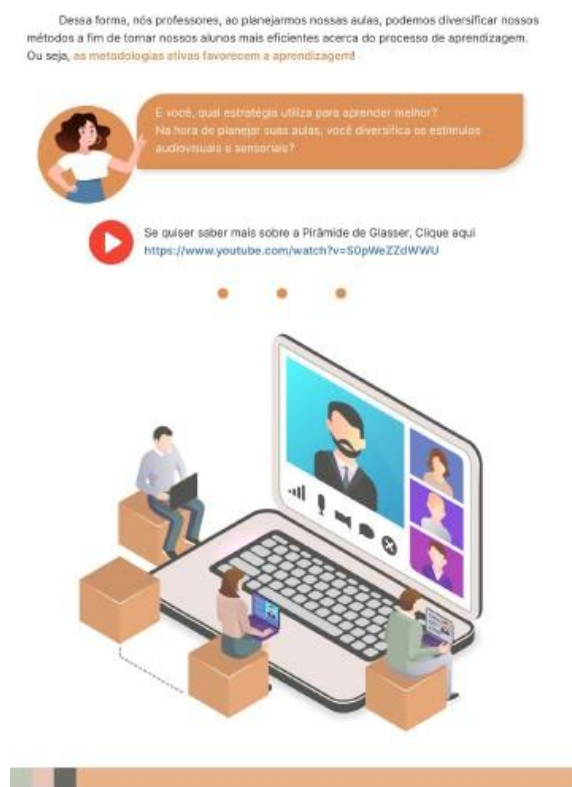 Dessa forma, nós professores, ao planejarmos nossas aulas, podemos diversificar nossos
métodos a fim de tornar nossos alunos mais eficientes acerca do processo de aprendizagem.
Ou seja, as metodologias ativas favorecem a aprendizagem!
E você, qual estratégia utiliza para aprender melhor?
Na hora de planejar suas aulas, você diversifica os estímulos
audiovisuais e sensoriais?
Se quiser saber mais sobre a Pirâmide de Glasser, Clique aqui
https://www.youtube.com/watch?v=S0pWeZZdWWU